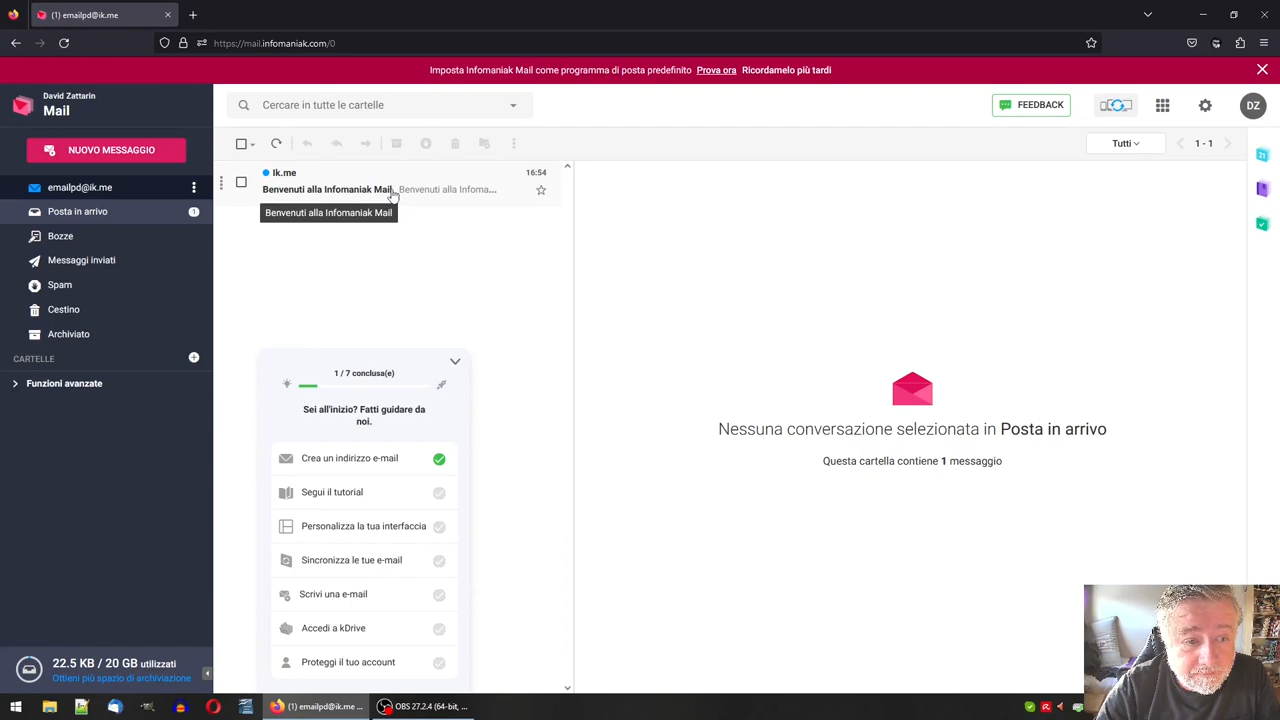 (1) emailpd@ik.me
https://mail.infomaniak.com/0
Imposta Infomaniak Mail come programma di posta predefinito Prova ora Ricordamelo più tardi
David Zattarin
Mail
Cercare in tutte le cartelle
FEEDBACK
DZ
NUOVO MESSAGGIO
Tutti
1 - 1
emailpd@ik.me
Posta in arrivo 1
Bozze
Messaggi inviati
Spam
Cestino
Archiviato
CARTELLE
Funzioni avanzate
Ik.me 16:54
Benvenuti alla Infomaniak Mail Benvenuti alla Infoma...
Benvenuti alla Infomaniak Mail
1 / 7 conclusa(e)
Sei all'inizio? Fatti guidare da
noi.
Crea un indirizzo e-mail
Segui il tutorial
Personalizza la tua interfaccia
Sincronizza le tue e-mail
Scrivi una e-mail
Accedi a kDrive
Proteggi il tuo account
Nessuna conversazione selezionata in Posta in arrivo
Questa cartella contiene 1 messaggio
21
22.5 KB / 20 GB utilizzati
Ottieni più spazio di archiviazione
(1) emailpd@ik.me ...
OBS 27.2.4 (64-bit, ...